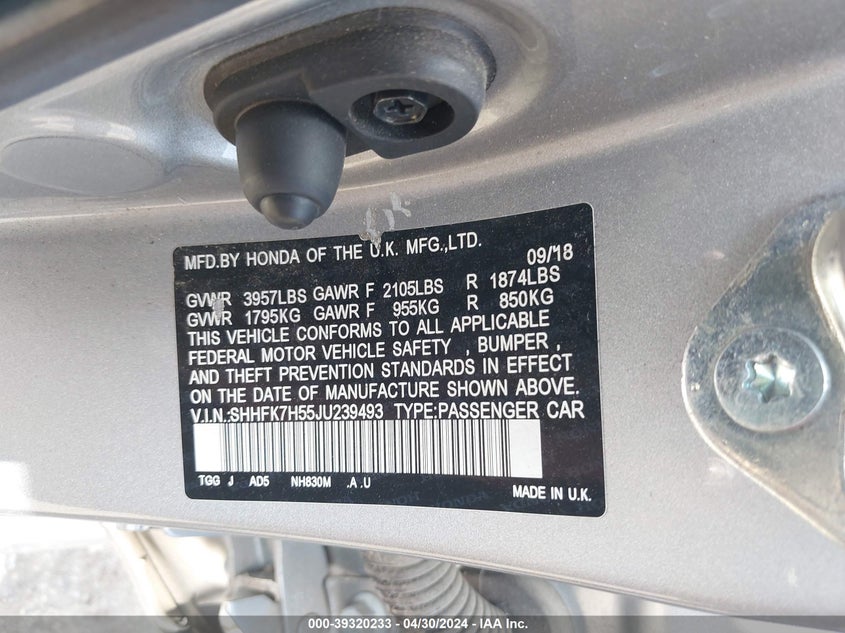 MFD.BY HONDA OF THE U.K. MFG.,LTD. 09/18
GVWR 3957LBS GAWR F 2105LBS R 1874LBS
GVWR 1795KG GAWR F 955KG R 850KG
THIS VEHICLE CONFORMS TO ALL APPLICABLE
FEDERAL MOTOR VEHICLE SAFETY , BUMPER ,
AND THEFT PREVENTION STANDARDS IN EFFECT
ON THE DATE OF MANUFACTURE SHOWN ABOVE.
V.I.N.:SHHFK7H55JU239493 TYPE:PASSENGER CAR
TGG J AD5 NH830M .A .U
MADE IN U.K.
000-39320233 - 04/30/2024 - IAA Inc.